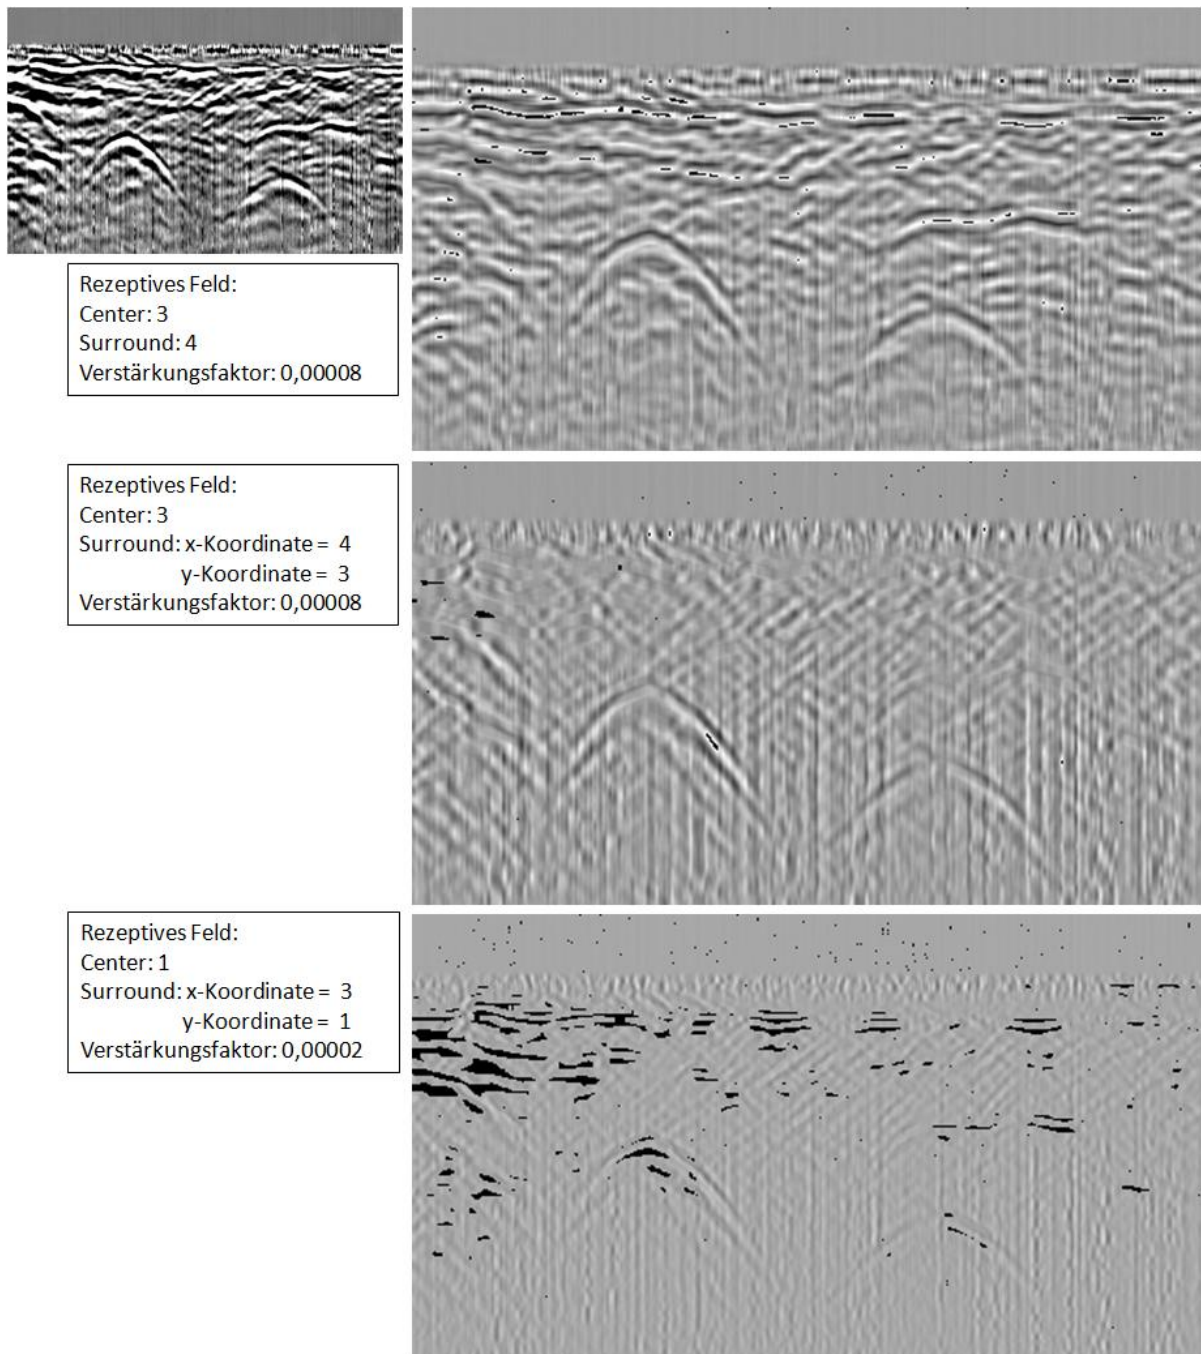 Rezeptives Feld:
Center: 3
Surround: 4
Verstärkungsfaktor: 0,00008
Rezeptives Feld:
Center: 3
Surround: x-Koordinate = 4
y-Koordinate = 3
Verstärkungsfaktor: 0,00008
Rezeptives Feld:
Center: 1
Surround: x-Koordinate = 3
y-Koordinate = 1
Verstärkungsfaktor: 0,00002